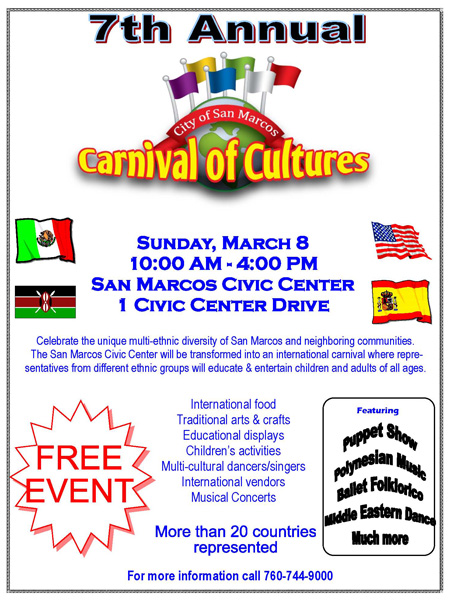 7th Annual
City of San Marcos
Carnival of Cultures
Sunday, March 8
10:00 AM - 4:00 PM
San Marcos Civic Center
1 Civic Center Drive
Celebrate the unique multi-ethnic diversity of San Marcos and neighboring communities.
The San Marcos Civic Center will be transformed into an international carnival where repre-
sentatives from different ethnic groups will educate & entertain children and adults of all ages.
FREE
EVENT
International food
Traditional arts & crafts
Educational displays
Children's activities
Multi-cultural dancers/singers
International vendors
Musical Concerts
More than 20 countries
represented
Featuring
Puppet Show
Polynesian Music
Ballet Folklorico
Middle Eastern Dance
Much more
For more information call 760-744-9000